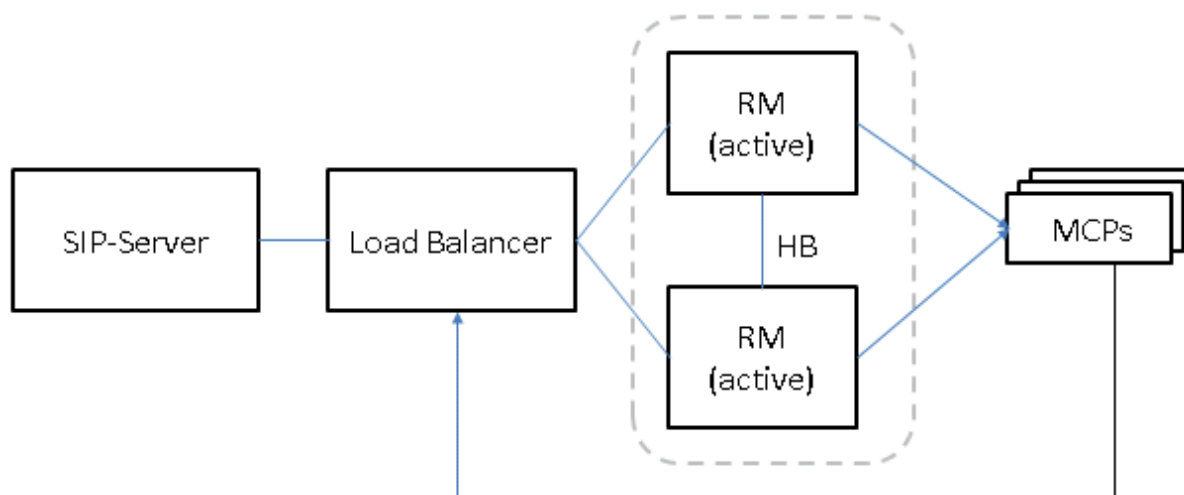 SIP-Server
Load Balancer
RM
(active)
HB
RM
(active)
MCPs